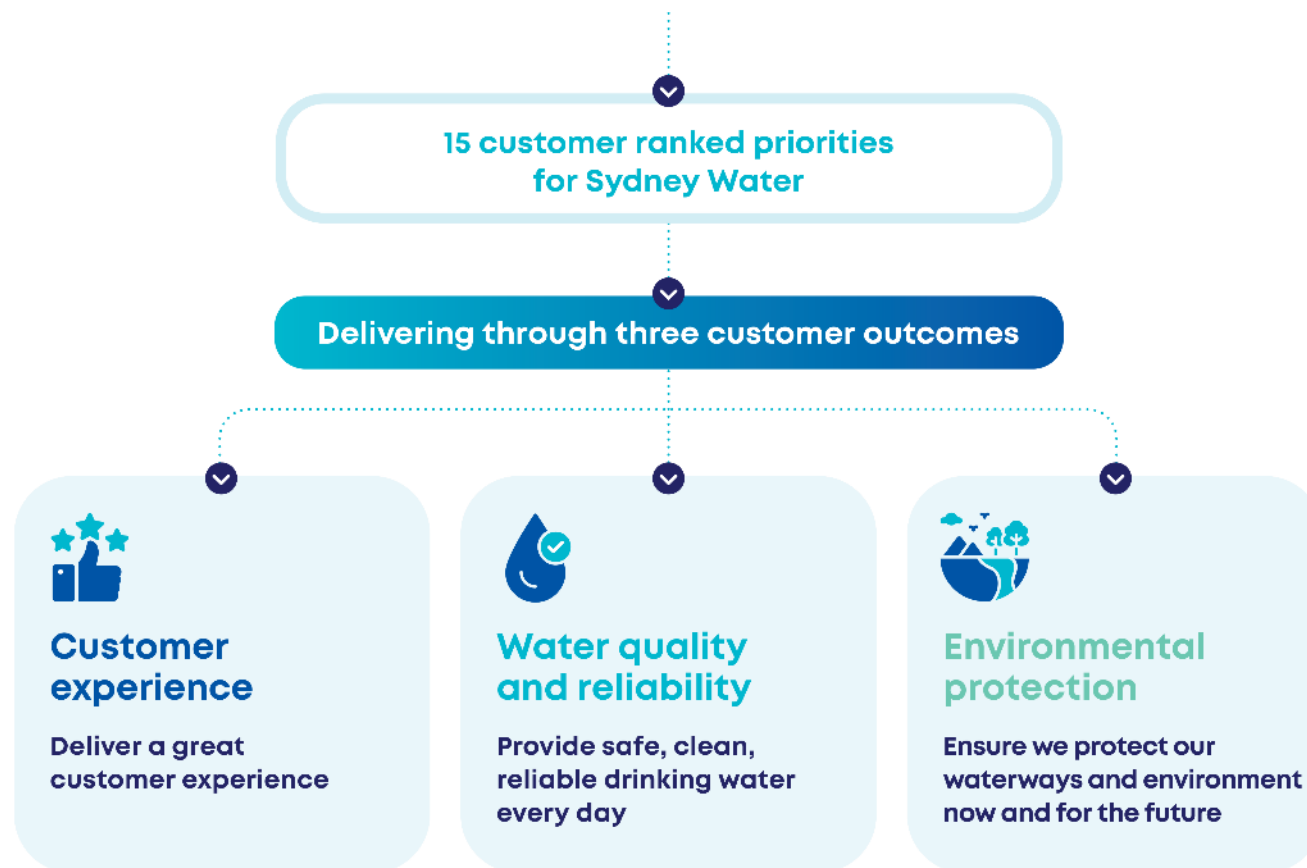 15 customer ranked priorities
for Sydney Water
Delivering through three customer outcomes
Customer
experience
Deliver a great
customer experience
Water quality
and reliability
Provide safe, clean,
reliable drinking water
every day
Environmental
protection
Ensure we protect our
waterways and environment
now and for the future